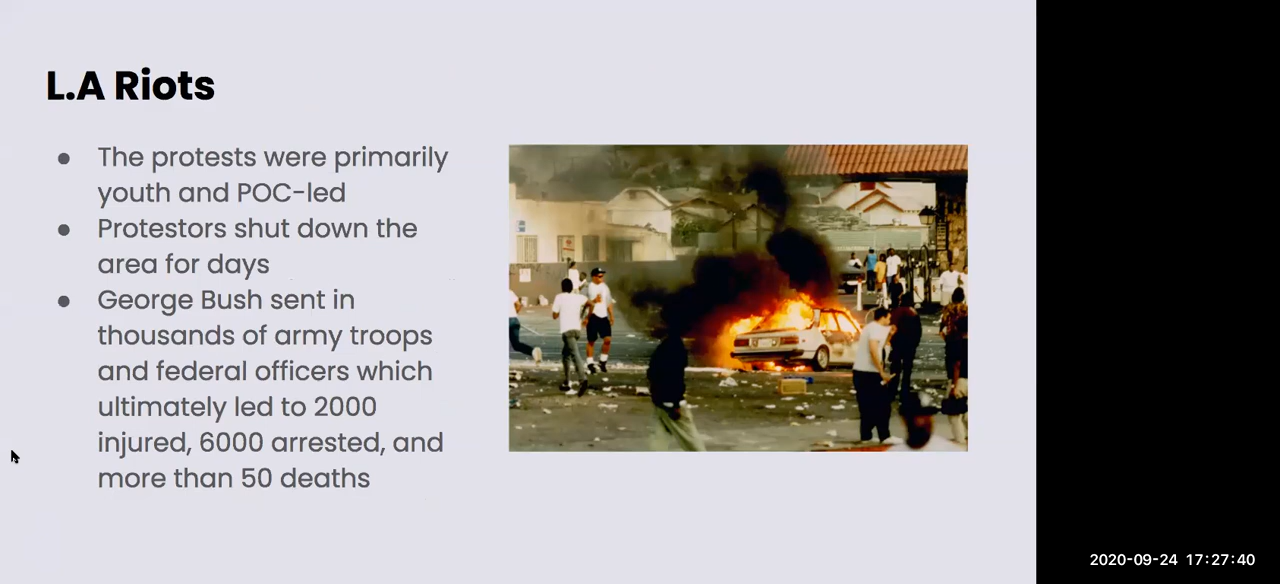 L.A Riots
● The protests were primarily
youth and POC-led
● Protestors shut down the
area for days
● George Bush sent in
thousands of army troops
and federal officers which
ultimately led to 2000
injured, 6000 arrested, and
more than 50 deaths
2020-09-24 17:27:40